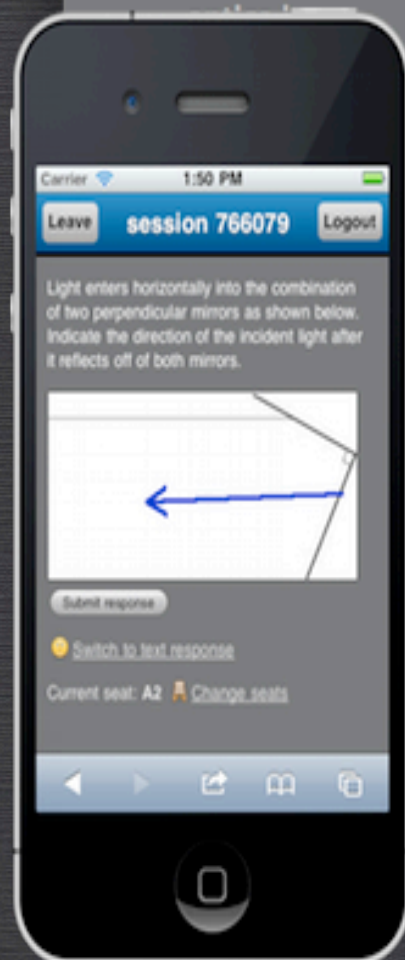 Carrier 1:50 PM
Leave session 766079 Logout
Light enters horizontally into the combination
of two perpendicular mirrors as shown below.
Indicate the direction of the incident light after
it reflects off of both mirrors.
Submit response
Switch to text response
Current seat: A2 Change seats